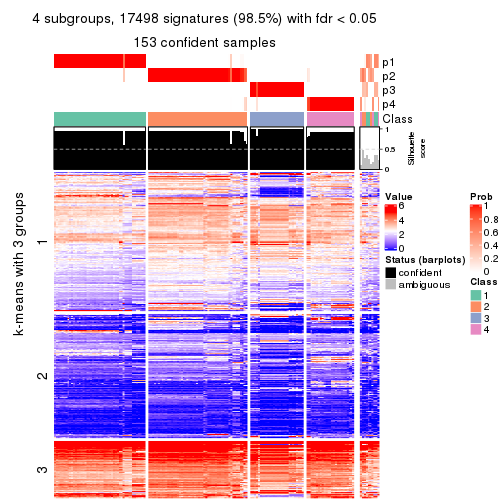 4 subgroups, 17498 signatures (98.5%) with fdr < 0.05
153 confident samples
p1
p2
p3
p4
Class
1
0.5
0
Silhouette
score
k-means with 3 groups
1
2
3
Value
6
4
2
0
Status (barplots)
confident
ambiguous
Prob
1
0.8
0.6
0.4
0.2
0
Class
1
2
3
4